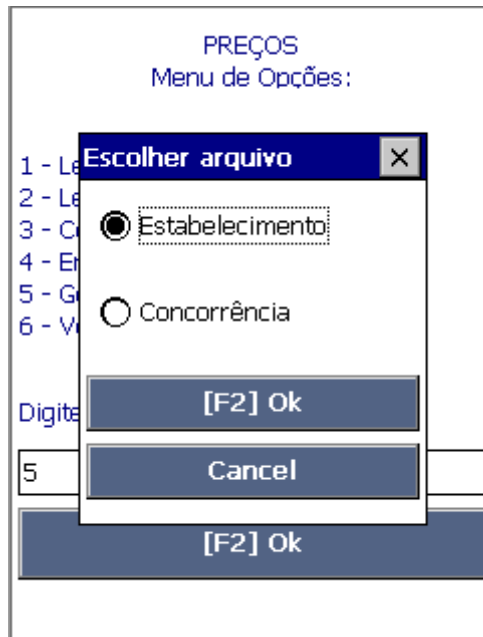 PREÇOS
Menu de Opções:
Escolher arquivo
1 - Le
2 - Le
Estabelecimento
3 - Co
4 - En
5 - Ge
Concorrência
6 - Vo
[F2] Ok
Digite
Cancel
5
[F2] Ok